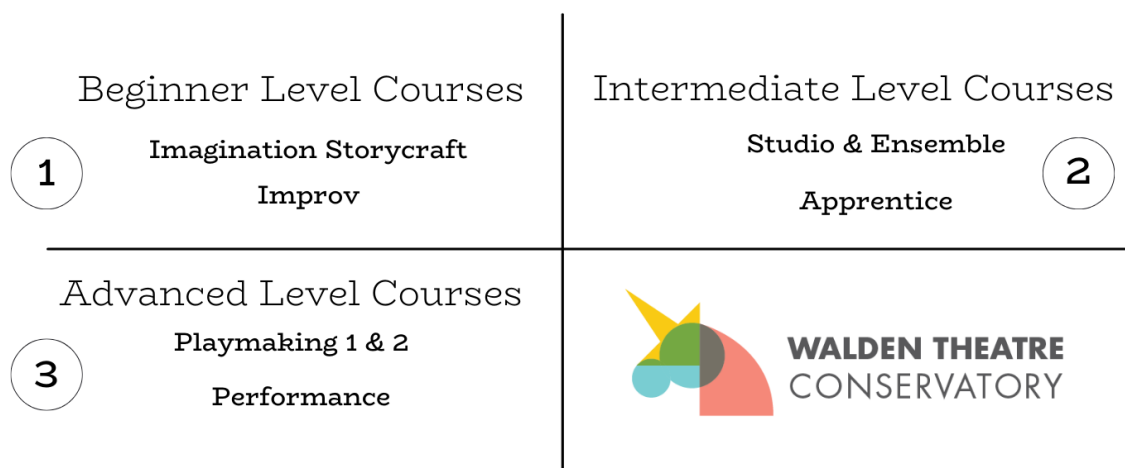 Beginner Level Courses
1
Imagination Storycraft
Improv
Intermediate Level Courses
Studio & Ensemble
2
Apprentice
Advanced Level Courses
Playmaking 1 & 2
3
Performance
WALDEN THEATRE
CONSERVATORY